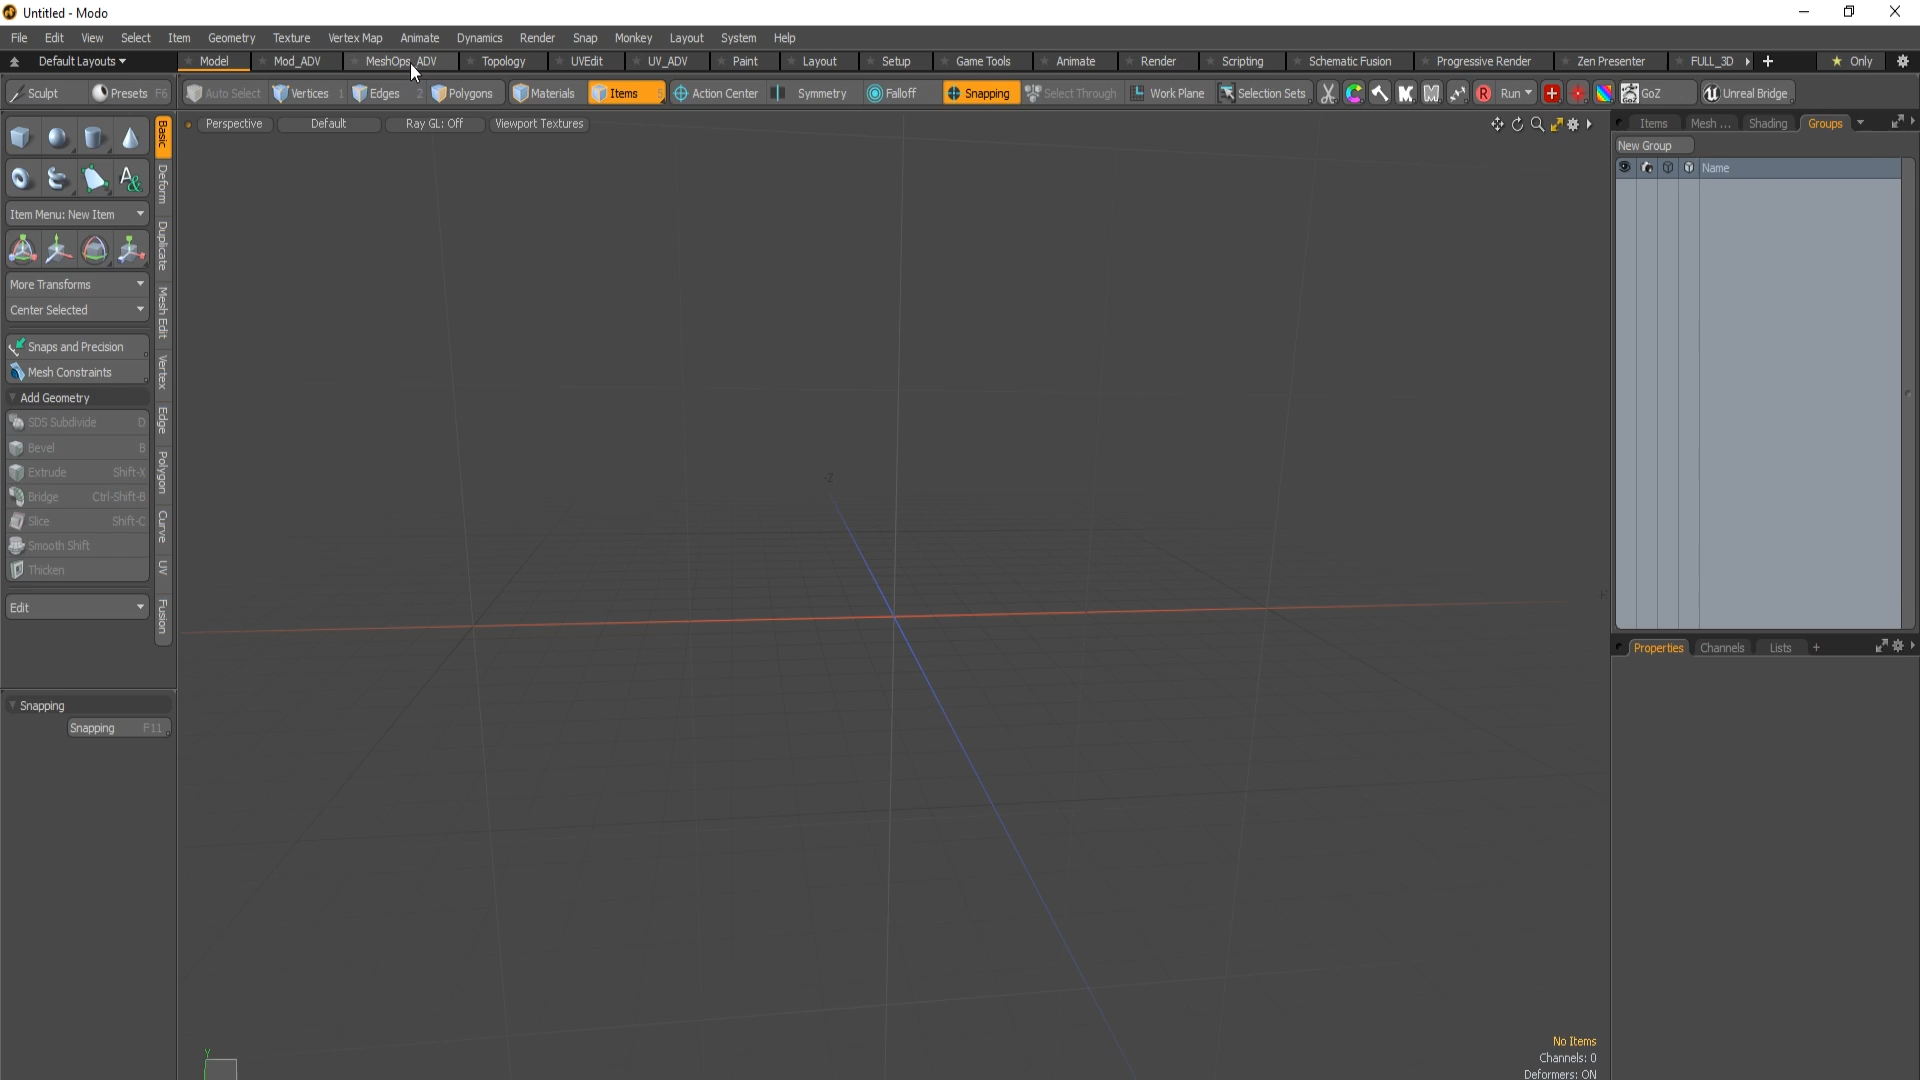 Untitled - Modo
File Edit View Select Item Geometry Texture Vertex Map Animate Dynamics Render Snap Monkey Layout System Help
Default Layouts Model Mod_ADV MeshOps_ADV Topology UVEdit UV_ADV Paint Layout Setup Game Tools Animate Render Scripting Schematic Fusion Progressive Render Zen Presenter FULL_3D + Only
Sculpt Presets F6 Auto Select Vertices 1 Edges 2 Polygons Materials Items 5 Action Center Symmetry Falloff Snapping Select Through Work Plane Selection Sets Run GoZ Unreal Bridge
Perspective Default Ray GL: Off Viewport Textures
Items Mesh ... Shading Groups
New Group
Name
Basic
Deform
Duplicate
Mesh Edit
Vertex
Edge
Polygon
Curve
UV
Fusion
Item Menu: New Item
More Transforms
Center Selected
Snaps and Precision
Mesh Constraints
Add Geometry
SDS Subdivide D
Bevel B
Extrude Shift-X
Bridge Ctrl-Shift-B
Slice Shift-C
Smooth Shift
Thicken
Edit
Snapping
Snapping F11
-Z
Y
Properties Channels Lists +
No Items
Channels: 0
Deformers: ON